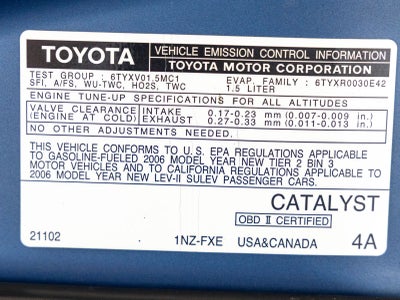 TOYOTA
VEHICLE EMISSION CONTROL INFORMATION
TOYOTA MOTOR CORPORATION
TEST GROUP : 6TYXV01.5MC1 EVAP. FAMILY : 6TYXR0030E42
SFI, A/FS, WU-TWC, HO2S, TWC 1.5 LITER
ENGINE TUNE-UP SPECIFICATIONS FOR ALL ALTITUDES
VALVE CLEARANCE INTAKE 0.17-0.23 mm (0.007-0.009 in.)
(ENGINE AT COLD) EXHAUST 0.27-0.33 mm (0.011-0.013 in.)
NO OTHER ADJUSTMENTS NEEDED.
THIS VEHICLE CONFORMS TO U.S. EPA REGULATIONS APPLICABLE
TO GASOLINE-FUELED 2006 MODEL YEAR NEW TIER 2 BIN 3
MOTOR VEHICLES AND TO CALIFORNIA REGULATIONS APPLICABLE TO
2006 MODEL YEAR NEW LEV-II SULEV PASSENGER CARS.
CATALYST
OBD II CERTIFIED
21102 1NZ-FXE USA&CANADA 4A